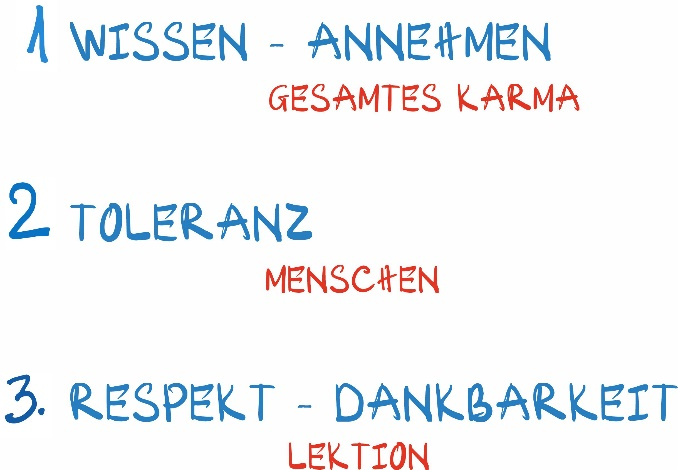 1 WISSEN - ANNEHMEN
GESAMTES KARMA
2 TOLERANZ
MENSCHEN
3. RESPEKT - DANKBARKEIT
LEKTION